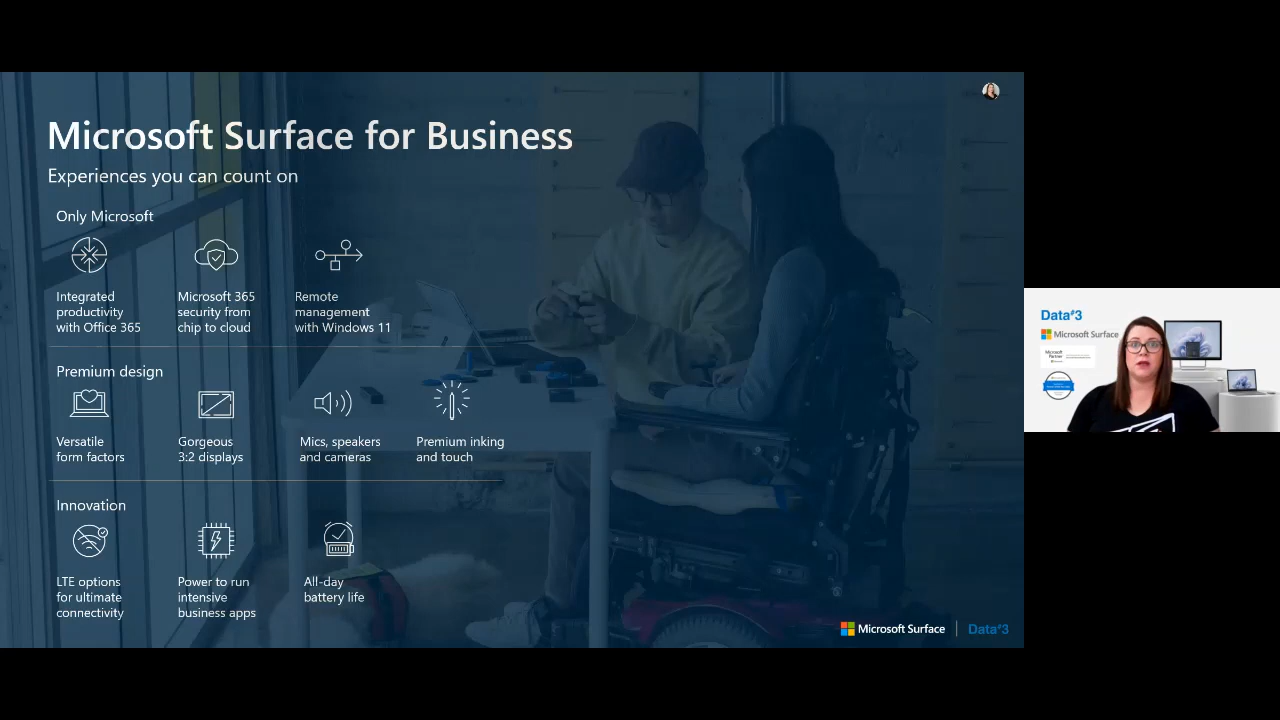 Microsoft Surface for Business
Experiences you can count on
Only Microsoft
Integrated
productivity
with Office 365
Microsoft 365
security from
chip to cloud
Remote
management
with Windows 11
Premium design
Versatile
form factors
Gorgeous
3:2 displays
Mics, speakers
and cameras
Premium inking
and touch
Innovation
LTE options
for ultimate
connectivity
Power to run
intensive
business apps
All-day
battery life
Microsoft Surface
Data#3
Data#3
Microsoft Surface
Microsoft
Partner